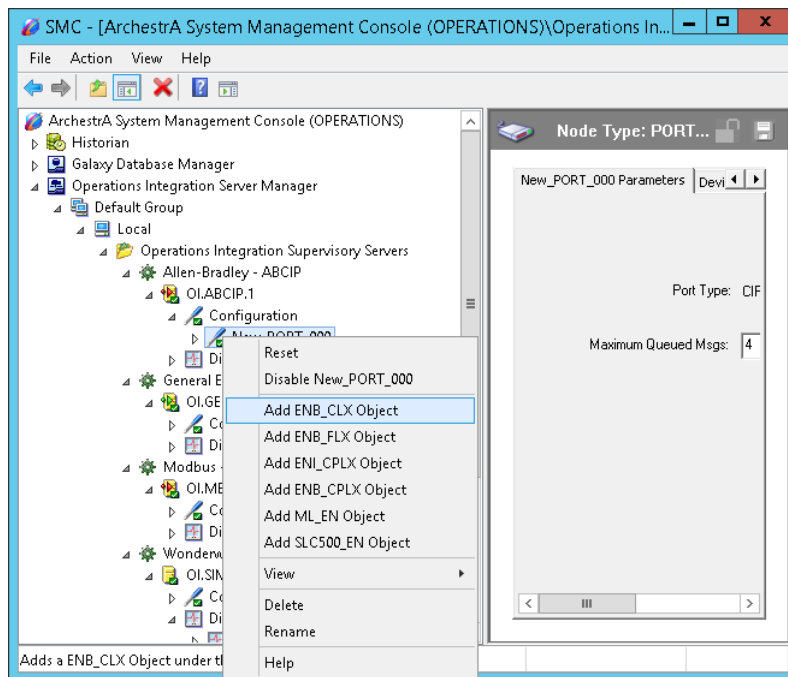 SMC - [ArchestrA System Management Console (OPERATIONS)\Operations In...
File Action View Help
ArchestrA System Management Console (OPERATIONS)
Historian
Galaxy Database Manager
Operations Integration Server Manager
Default Group
Local
Operations Integration Supervisory Servers
Allen-Bradley - ABCIP
OI.ABCIP.1
Configuration
New_PORT_000
Di
General E
OI.GE
Co
Di
Modbus -
OI.ME
Co
Di
Wonderw
OI.SIM
Co
Di
Reset
Disable New_PORT_000
Add ENB_CLX Object
Add ENB_FLX Object
Add ENI_CPLX Object
Add ENB_CPLX Object
Add ML_EN Object
Add SLC500_EN Object
View
Delete
Rename
Help
Node Type: PORT...
New_PORT_000 Parameters Devi
Port Type: CIP
Maximum Queued Msgs: 4
Adds a ENB_CLX Object under t